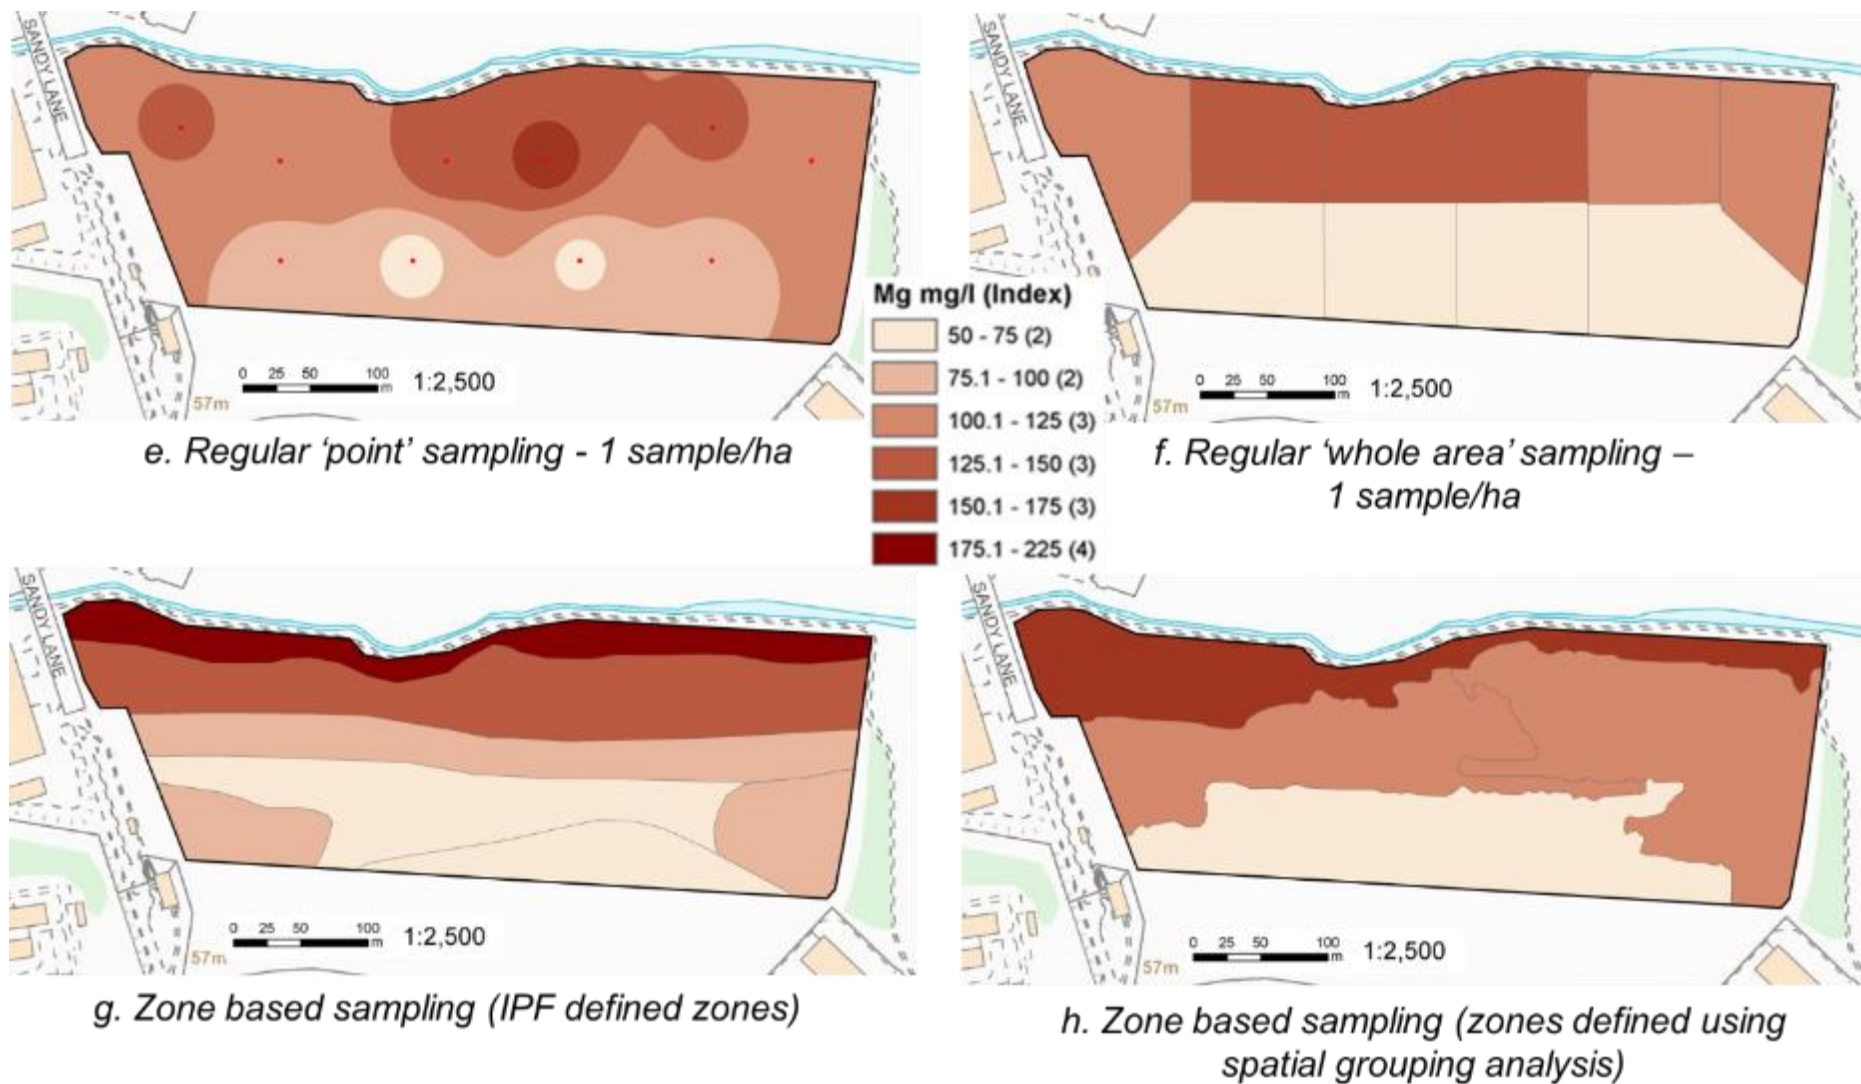 SANDY LANE
SANDY LANE
0 25 50 100
m
1:2,500
57m
0 25 50 100
m
1:2,500
57m
e. Regular ‘point’ sampling - 1 sample/ha
f. Regular ‘whole area’ sampling –
1 sample/ha
Mg mg/l (Index)
50 - 75 (2)
75.1 - 100 (2)
100.1 - 125 (3)
125.1 - 150 (3)
150.1 - 175 (3)
175.1 - 225 (4)
SANDY LANE
SANDY LANE
0 25 50 100
m
1:2,500
57m
0 25 50 100
m
1:2,500
57m
g. Zone based sampling (IPF defined zones)
h. Zone based sampling (zones defined using
spatial grouping analysis)